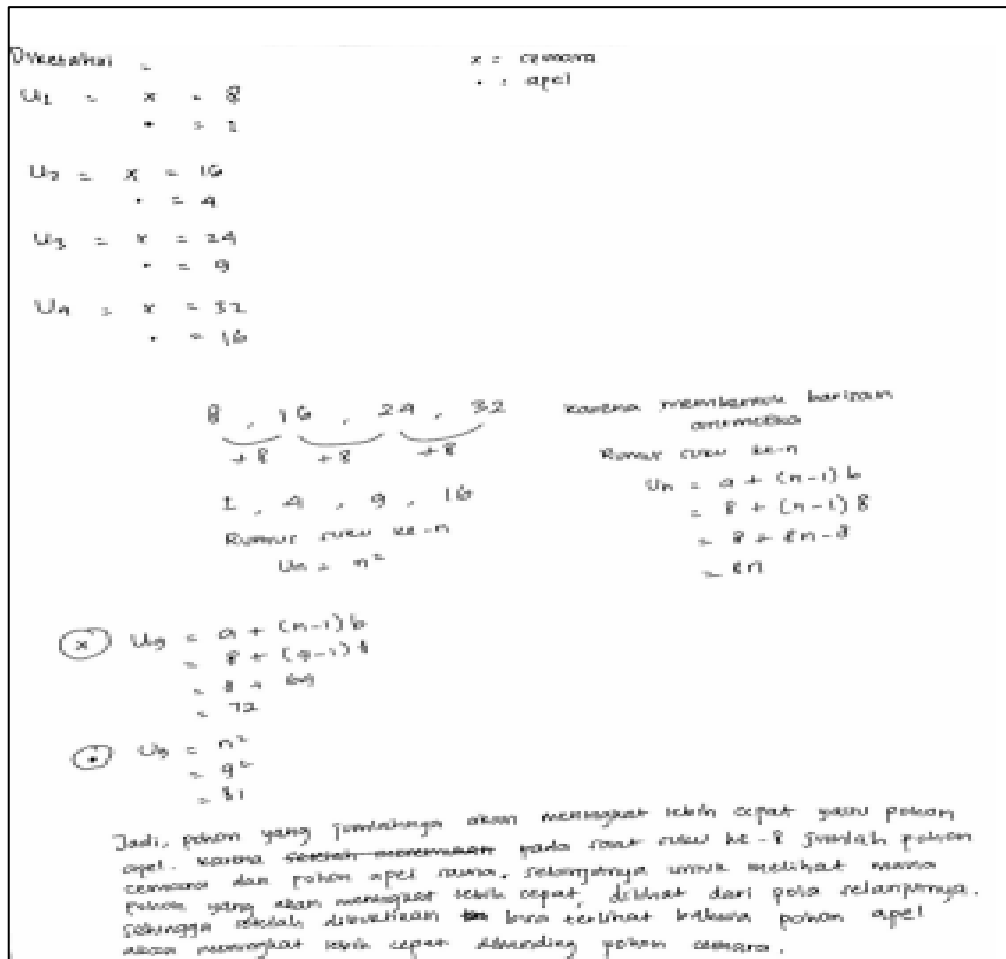 Diketahui =
x = cemara
• : apel
U1 = x = 8
• = 1
U2 = x = 16
• = 4
U3 = x = 24
• = 9
U4 = x = 32
• = 16
8 , 16 , 24 , 32
+8 +8 +8
1 , 4 , 9 , 16
Rumus suku ke-n
Un = n²
Karena membentuk barisan
aritmetika
Rumus suku ke-n
Un = a + (n-1) b
= 8 + (n-1) 8
= 8 + 8n - 8
= 8n
x U9 = a + (n-1) b
= 8 + (9-1) 8
= 8 + 64
= 72
• U9 = n²
= 9²
= 81
Jadi, pohon yang jumlahnya akan meningkat lebih cepat yaitu pohon
apel. Karena pada saat suku ke-8 jumlah pohon
cemara dan pohon apel sama. selanjutnya untuk melihat mana
pohon yang akan meningkat lebih cepat, dilihat dari pola selanjutnya.
sehingga setelah dibuktikan bisa terlihat bahwa pohon apel
akan meningkat lebih cepat dibanding pohon cemara.